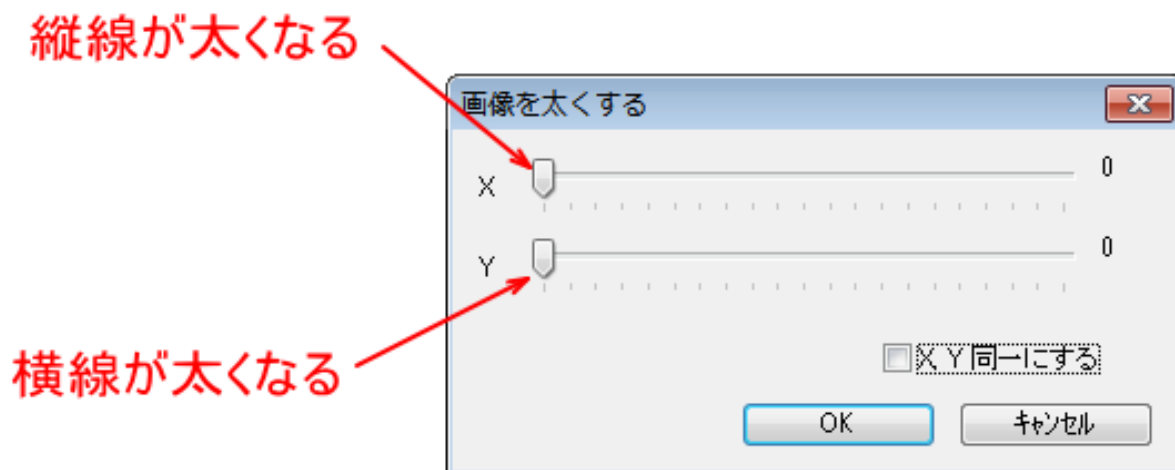 縦線が太くなる
画像を太くする
X 0
Y 0
横線が太くなる
X,Y同一にする
OK キャンセル